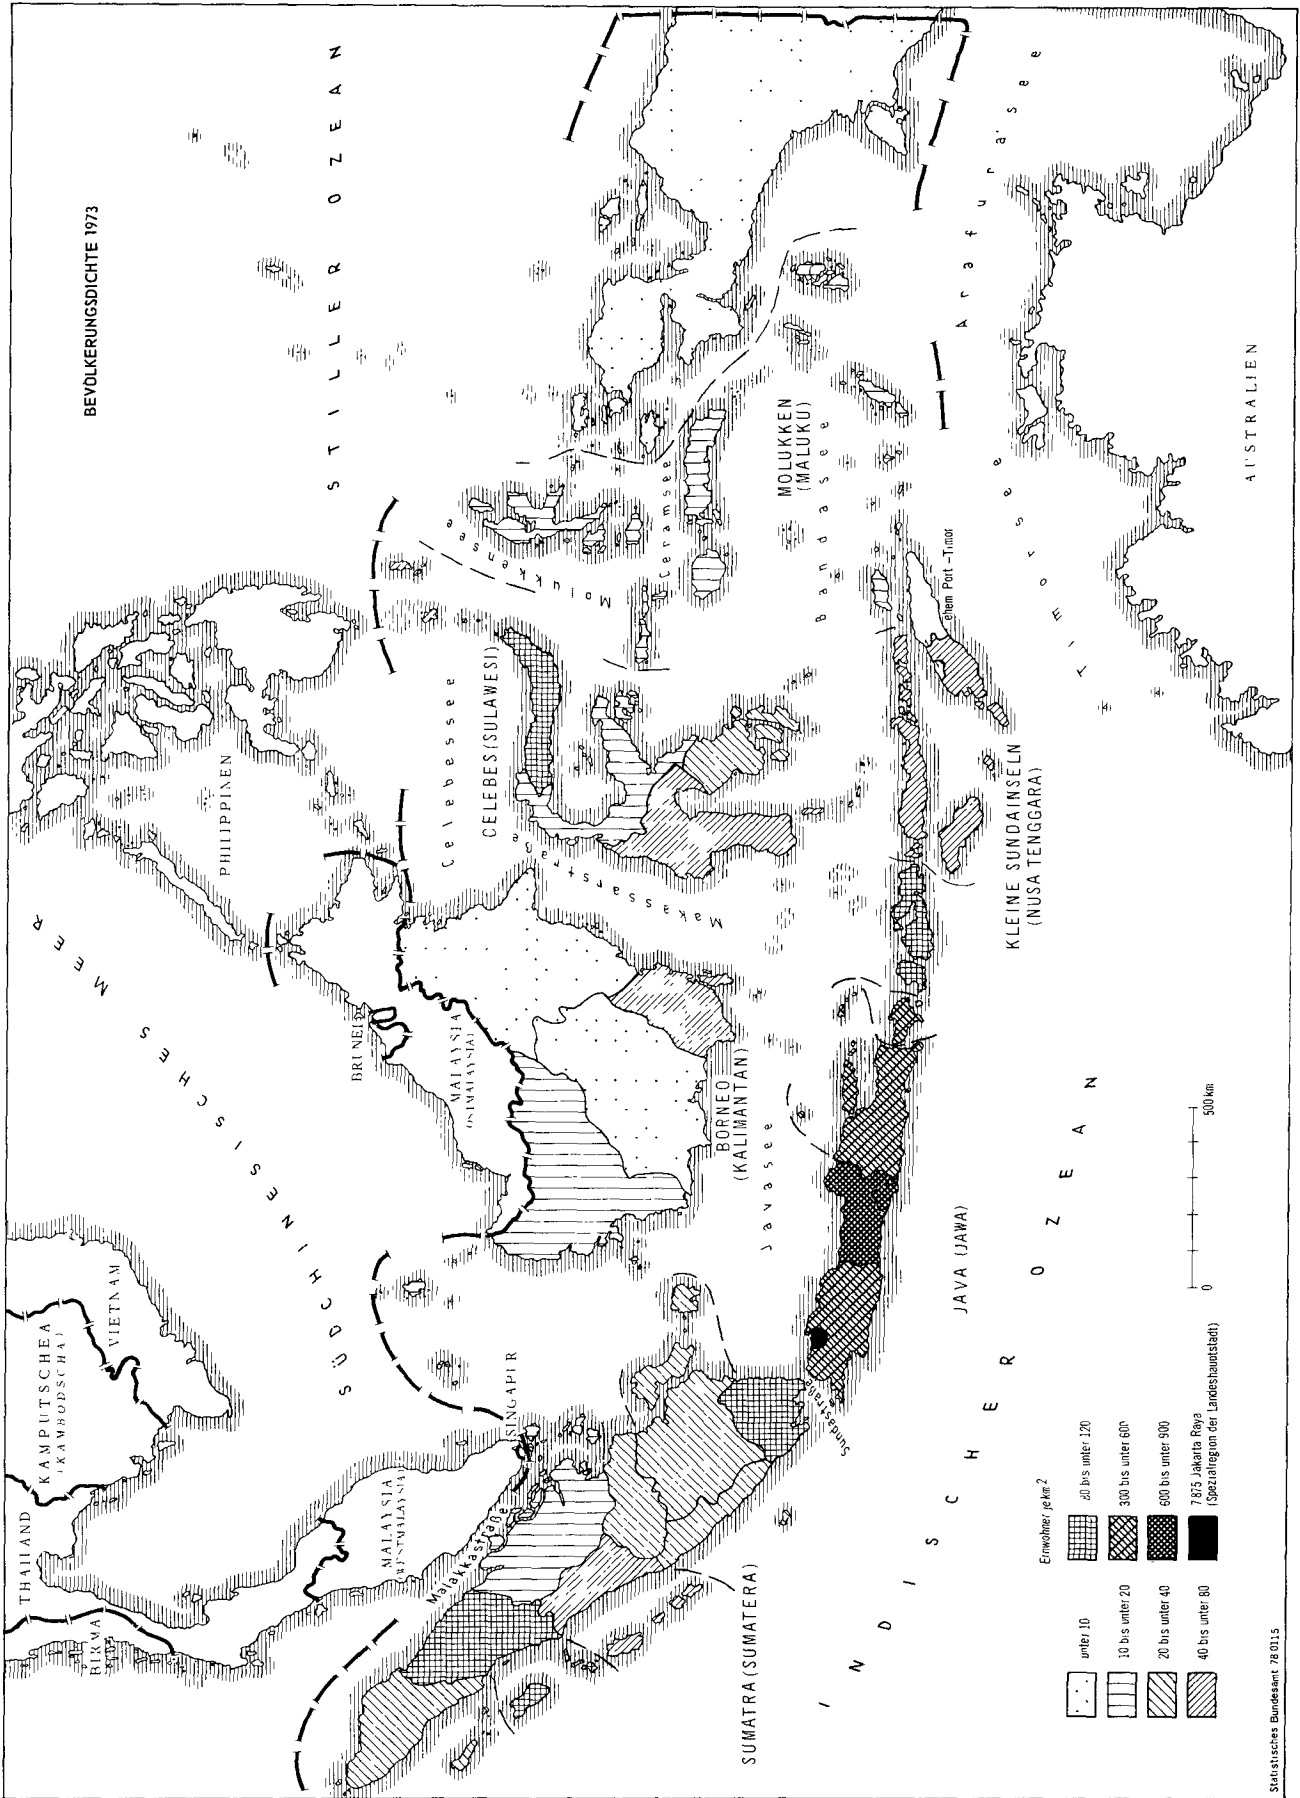 BEVÖLKERUNGSDICHTE 1973
STILLER OZEAN
SÜDCHINESISCHES MEER
THAILAND
BIRMA
KAMPUTSCHEA
(KAMBODSCHA)
VIETNAM
PHILIPPINEN
MALAYSIA
(WESTMALAYSIA)
SINGAPUR
Malakkastraße
BRUNEI
MALAYSIA
(OSTMALAYSIA)
Celebessee
CELEBES (SULAWESI)
Makassarstraße
Molukkensee
Ceramsee
MOLUKKEN
(MALUKU)
Bandasee
Arafurasee
BORNEO
(KALIMANTAN)
Javasee
SUMATRA (SUMATERA)
Sundastraße
JAVA (JAWA)
KLEINE SUNDAINSELN
(NUSA TENGGARA)
ehem Port-Timor
TIMORSEE
AUSTRALIEN
INDISCHER OZEAN
Einwohner je km²
unter 10
10 bis unter 20
20 bis unter 40
40 bis unter 80
80 bis unter 120
300 bis unter 600
600 bis unter 900
7 875 Jakarta Raya
(Spezialregion der Landeshauptstadt)
0 500 km
Statistisches Bundesamt 78 0115